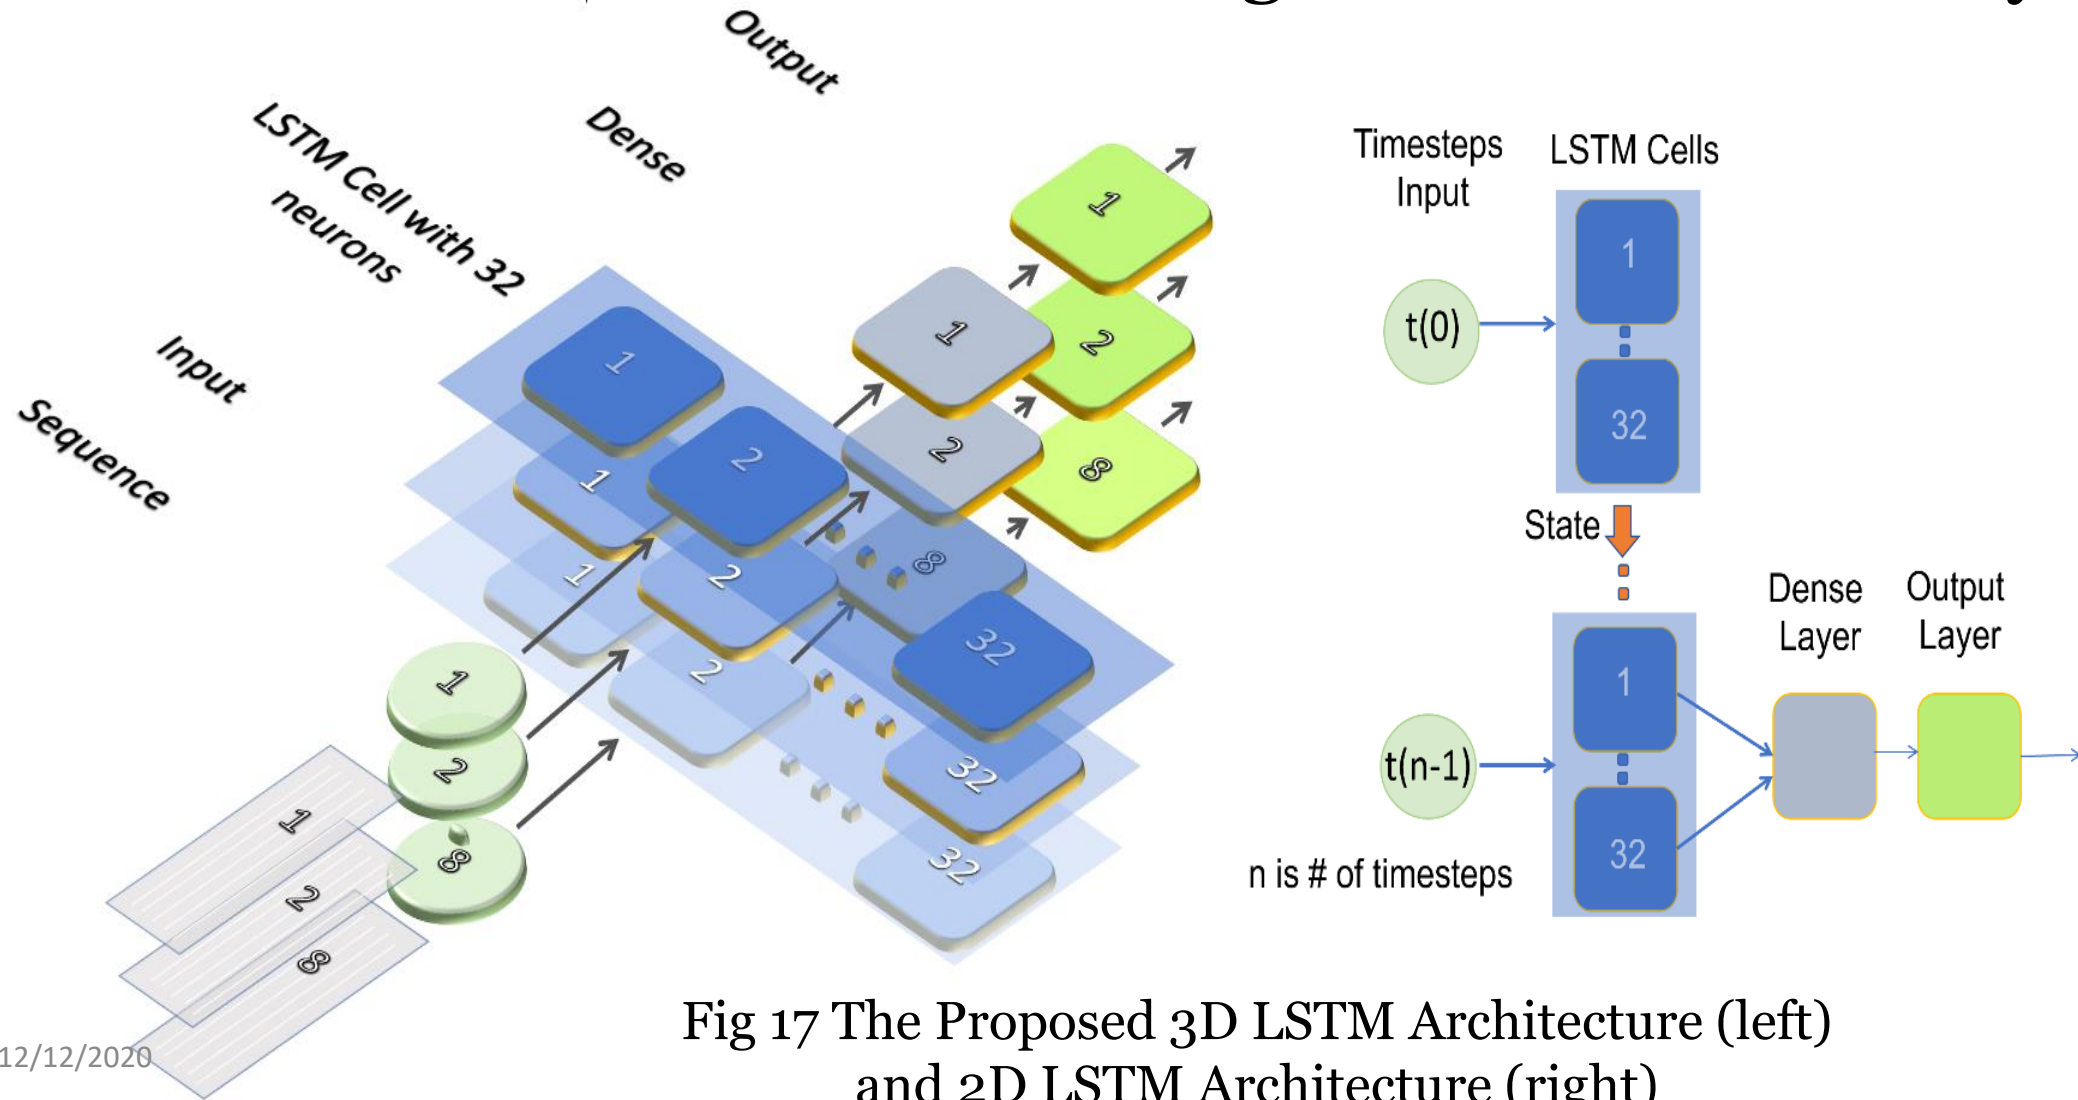 Output
Dense
LSTM Cell with 32
neurons
Input
Sequence
1
2
8
1
2
8
1
2
32
1
2
32
1
2
32
1
2
8
1
2
8
Timesteps
Input
LSTM Cells
t(0)
1
32
State
t(n-1)
1
32
Dense
Layer
Output
Layer
n is # of timesteps
Fig 17 The Proposed 3D LSTM Architecture (left)
and 2D LSTM Architecture (right)
12/12/2020